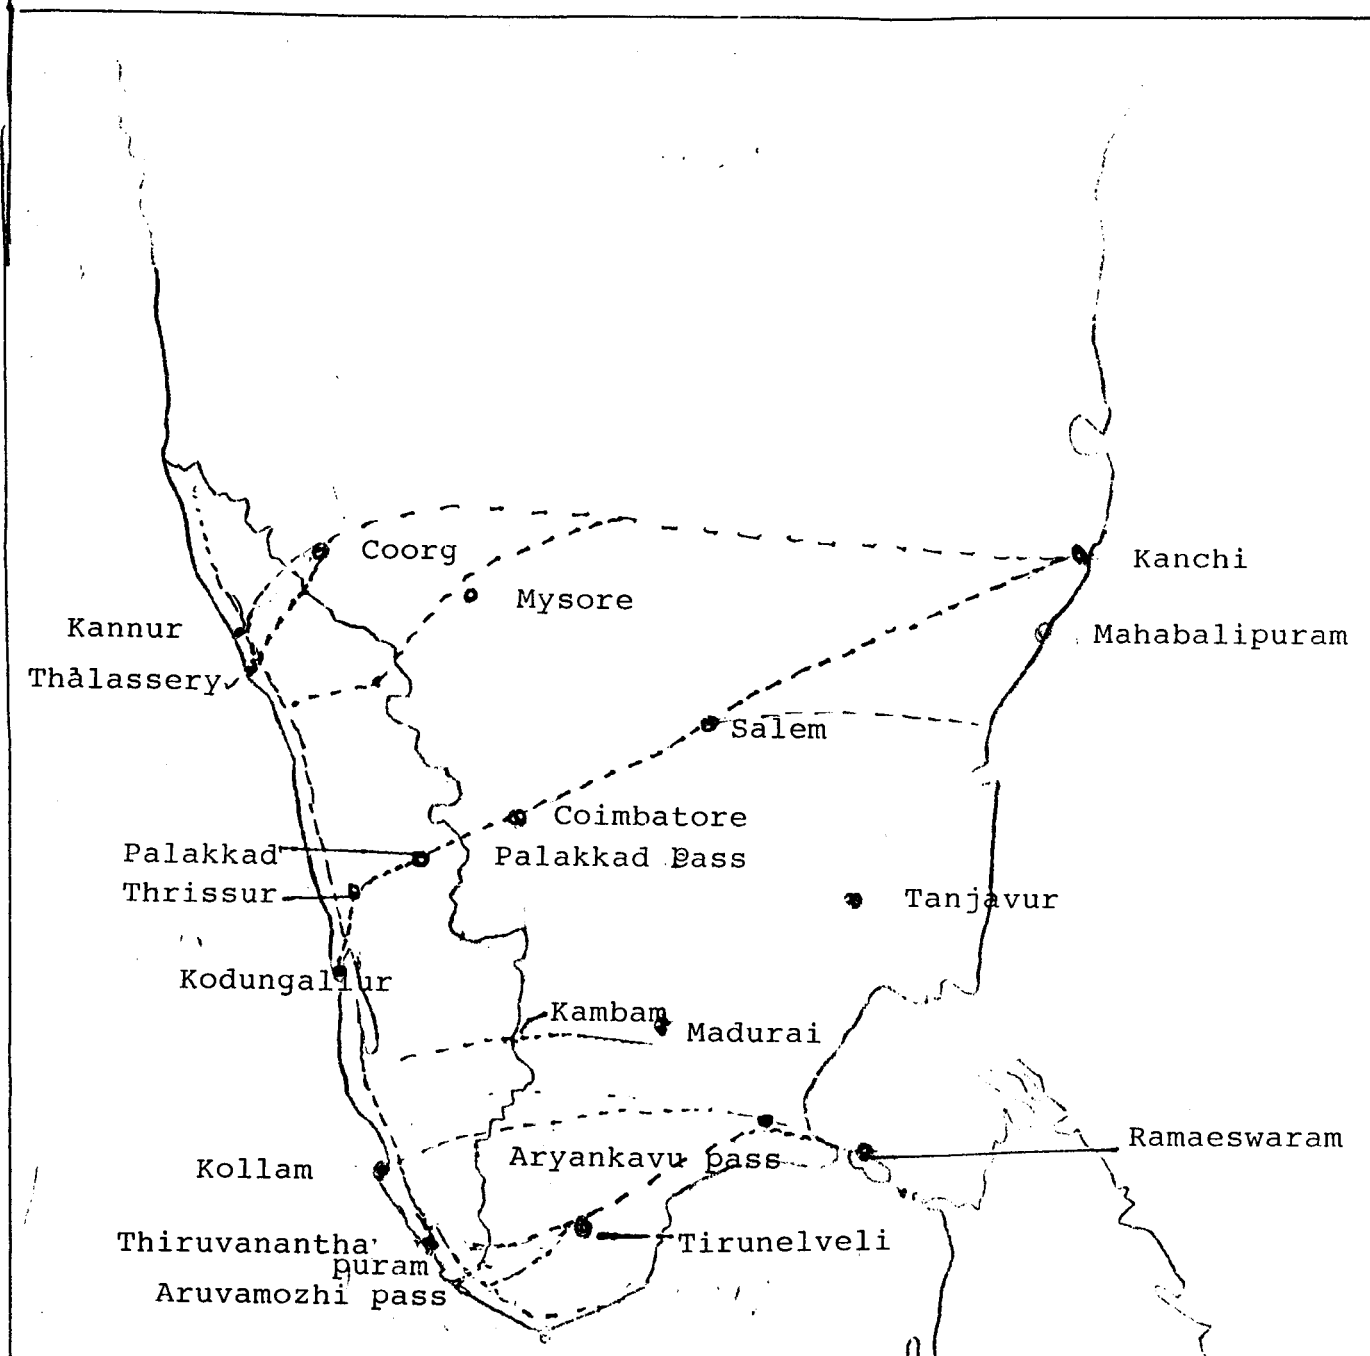 Coorg
Kanchi
Mysore
Kannur
Mahabalipuram
Thalassery
Salem
Coimbatore
Palakkad
Palakkad pass
Thrissur
Tanjavur
Kodungallur
Kambam
Madurai
Ramaeswaram
Aryankavu pass
Kollam
Thiruvanantha
puram
Tirunelveli
Aruvamozhi pass